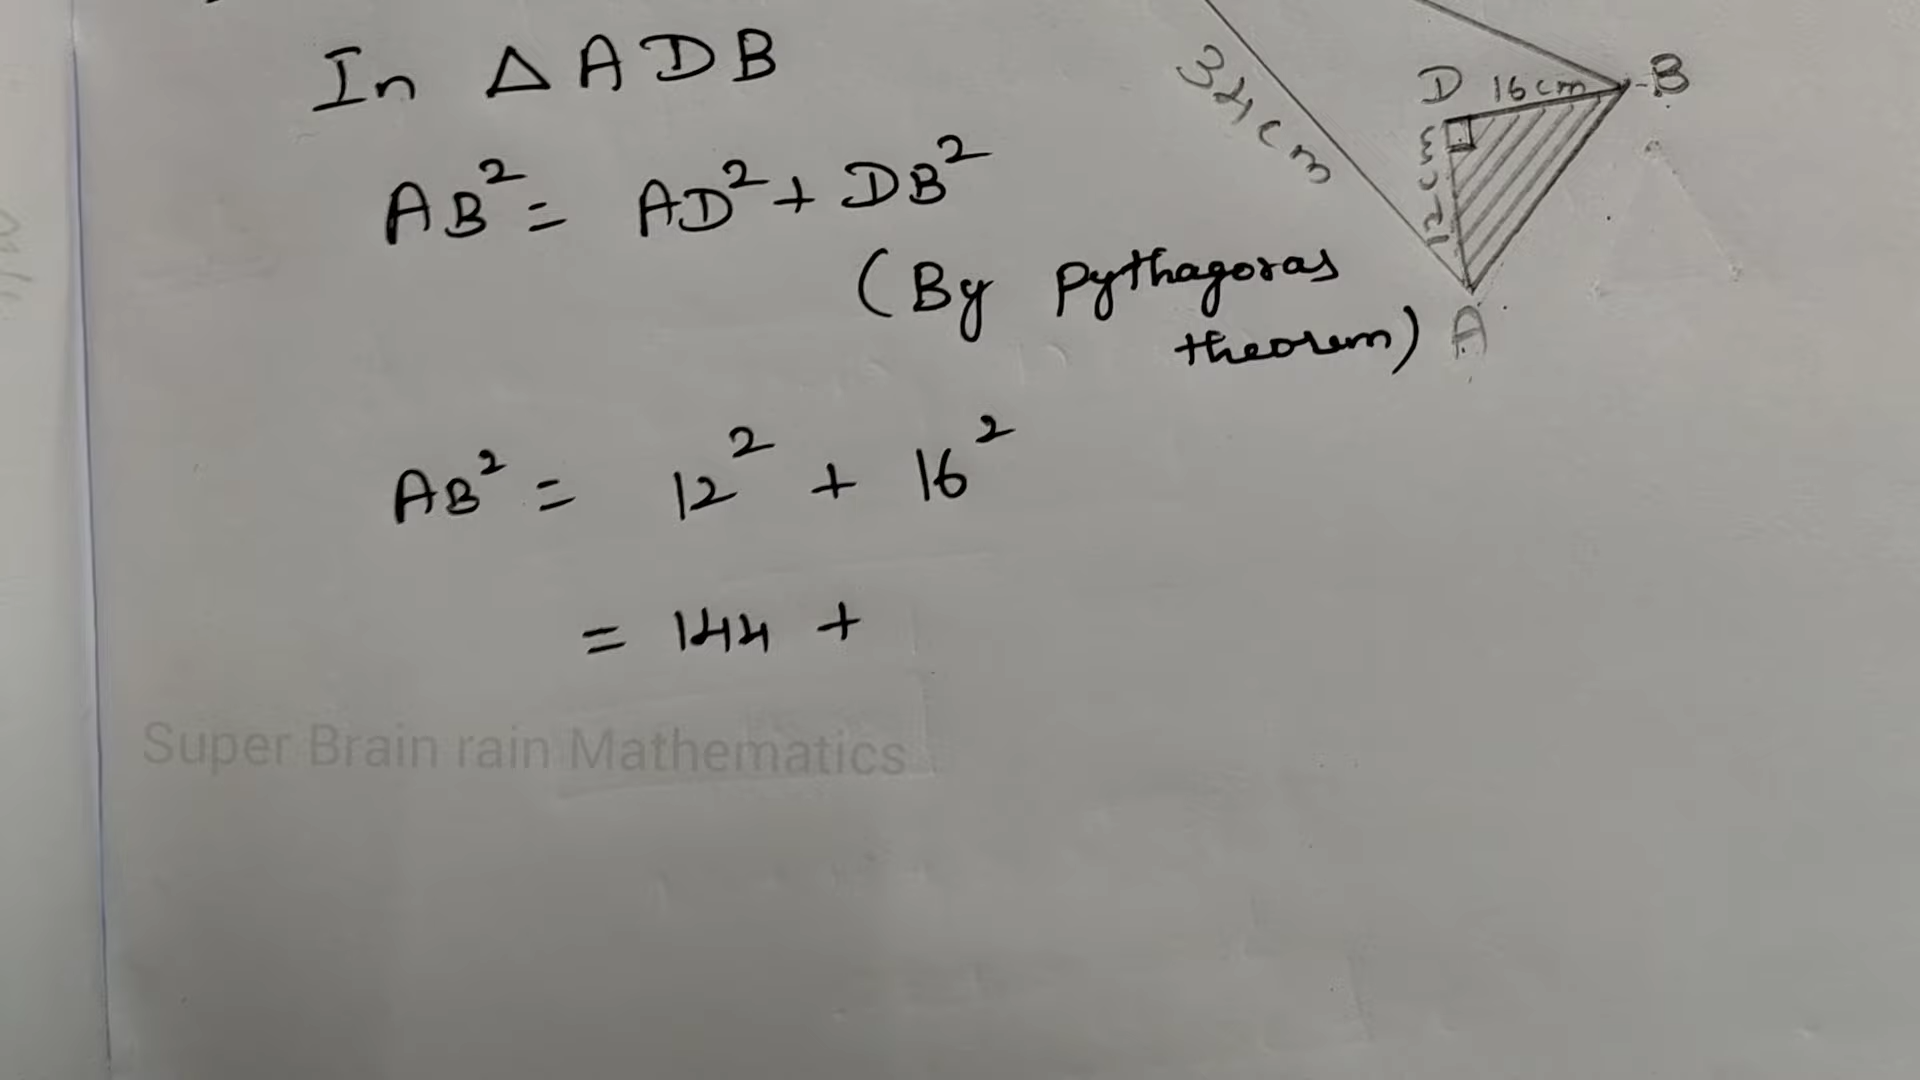 In △ ADB
AB² = AD² + DB²
(By Pythagoras
theorem)
AB² = 12² + 16²
= 144 +
34cm
D 16cm B
12cm
A
Super Brain rain Mathematics